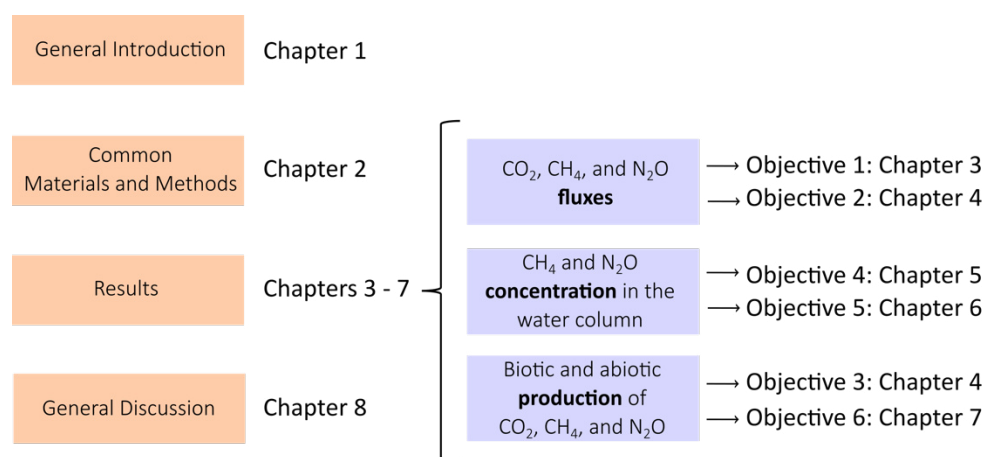 General Introduction
Chapter 1
Common
Materials and Methods
Chapter 2
Results
Chapters 3 - 7
General Discussion
Chapter 8
CO₂, CH₄, and N₂O
fluxes
→ Objective 1: Chapter 3
→ Objective 2: Chapter 4
CH₄ and N₂O
concentration in the
water column
→ Objective 4: Chapter 5
→ Objective 5: Chapter 6
Biotic and abiotic
production of
CO₂, CH₄, and N₂O
→ Objective 3: Chapter 4
→ Objective 6: Chapter 7